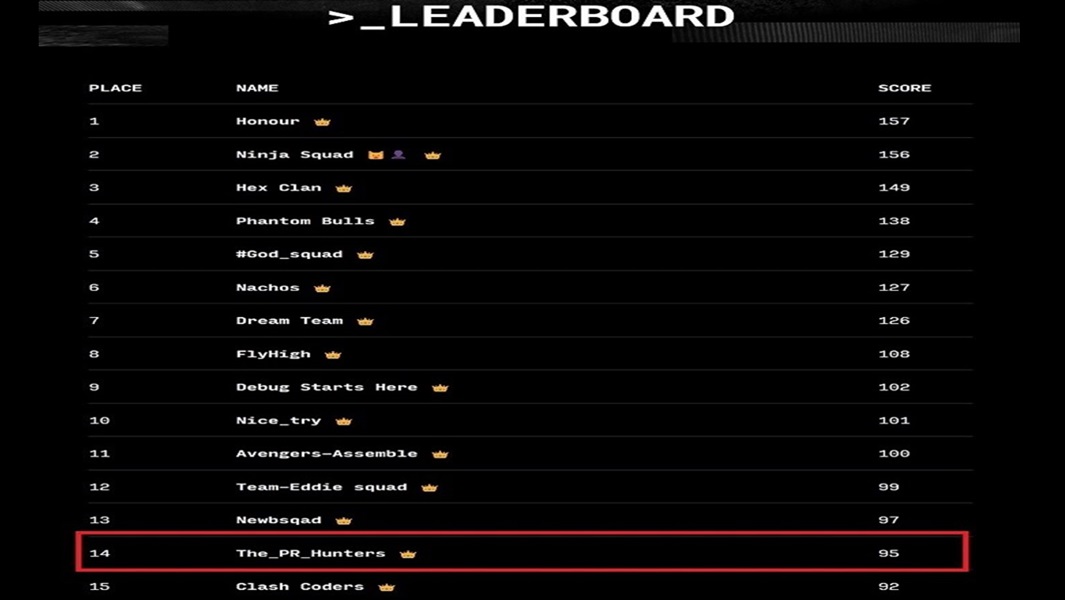 >_LEADERBOARD
PLACE NAME SCORE
1 Honour 157
2 Ninja Squad 156
3 Hex Clan 149
4 Phantom Bulls 138
5 #God_squad 129
6 Nachos 127
7 Dream Team 126
8 FlyHigh 108
9 Debug Starts Here 102
10 Nice_try 101
11 Avengers-Assemble 100
12 Team-Eddie squad 99
13 Newbsqad 97
14 The_PR_Hunters 95
15 Clash Coders 92